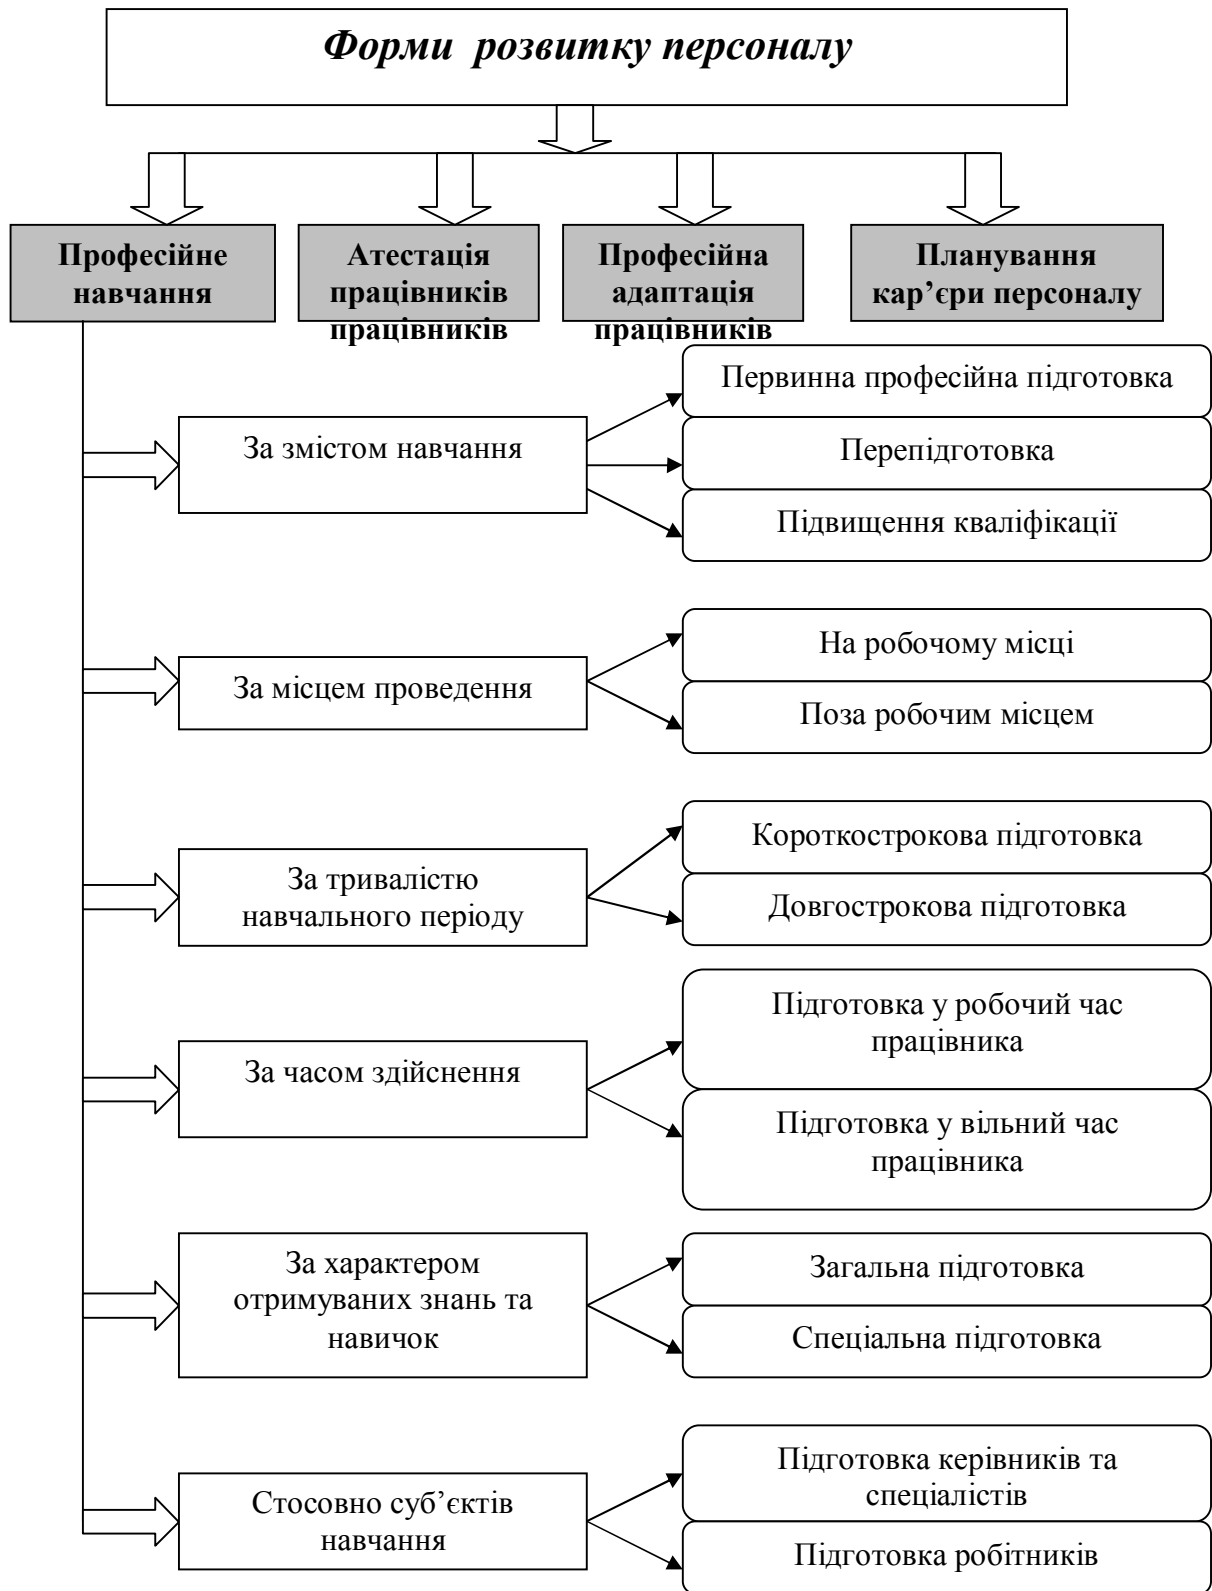 Форми розвитку персоналу
Професійне
навчання
Атестація
працівників
працівників
Професійна
адаптація
працівників
Планування
кар’єри персоналу
За змістом навчання
Первинна професійна підготовка
Перепідготовка
Підвищення кваліфікації
За місцем проведення
На робочому місці
Поза робочим місцем
За тривалістю
навчального періоду
Короткострокова підготовка
Довгострокова підготовка
За часом здійснення
Підготовка у робочий час
працівника
Підготовка у вільний час
працівника
За характером
отримуваних знань та
навичок
Загальна підготовка
Спеціальна підготовка
Стосовно суб’єктів
навчання
Підготовка керівників та
спеціалістів
Підготовка робітників